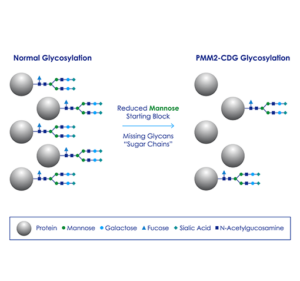 Normal Glycosylation
PMM2-CDG Glycosylation
Reduced Mannose
Starting Block
Missing Glycans
"Sugar Chains"
Protein
Mannose
Galactose
Fucose
Sialic Acid
N-Acetylgucosamine